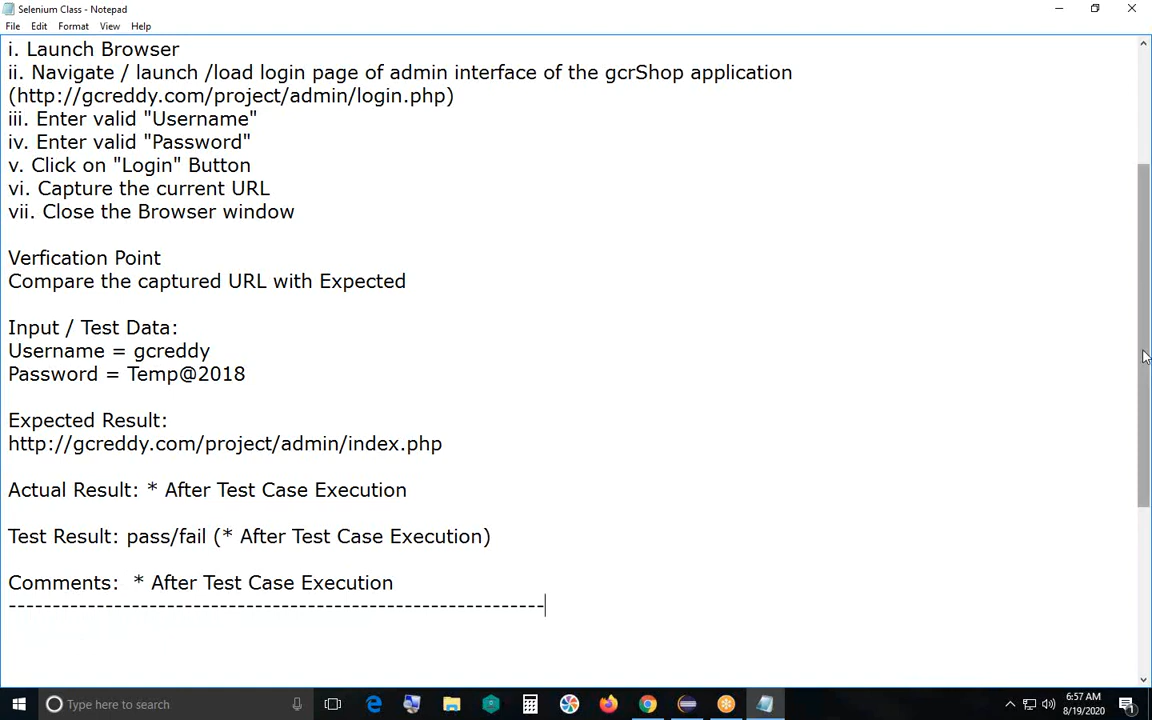 Selenium Class - Notepad
File Edit Format View Help
i. Launch Browser
ii. Navigate / launch /load login page of admin interface of the gcrShop application
(http://gcreddy.com/project/admin/login.php)
iii. Enter valid "Username"
iv. Enter valid "Password"
v. Click on "Login" Button
vi. Capture the current URL
vii. Close the Browser window
Verfication Point
Compare the captured URL with Expected
Input / Test Data:
Username = gcreddy
Password = Temp@2018
Expected Result:
http://gcreddy.com/project/admin/index.php
Actual Result: * After Test Case Execution
Test Result: pass/fail (* After Test Case Execution)
Comments:  * After Test Case Execution
-------------------------------------------------------------
Type here to search
6:57 AM
8/19/2020
1